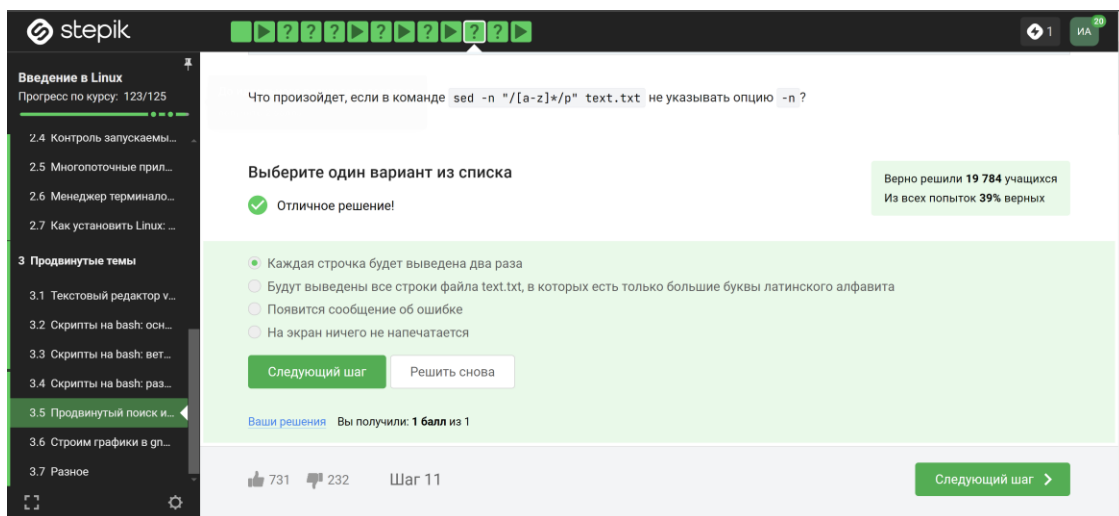 stepik
? ? ? ? ? ? ?
1
ИА
20
Введение в Linux
Прогресс по курсу: 123/125
2.4 Контроль запускаемы...
2.5 Многопоточные прил...
2.6 Менеджер терминало...
2.7 Как установить Linux: ...
3 Продвинутые темы
3.1 Текстовый редактор v...
3.2 Скрипты на bash: осн...
3.3 Скрипты на bash: вет...
3.4 Скрипты на bash: раз...
3.5 Продвинутый поиск и...
3.6 Строим графики в gn...
3.7 Разное
Что произойдет, если в команде sed -n "/[a-z]*/p" text.txt не указывать опцию -n ?
Выберите один вариант из списка
Отличное решение!
Верно решили 19 784 учащихся
Из всех попыток 39% верных
Каждая строчка будет выведена два раза
Будут выведены все строки файла text.txt, в которых есть только большие буквы латинского алфавита
Появится сообщение об ошибке
На экран ничего не напечатается
Следующий шаг
Решить снова
Ваши решения Вы получили: 1 балл из 1
731
232
Шаг 11
Следующий шаг